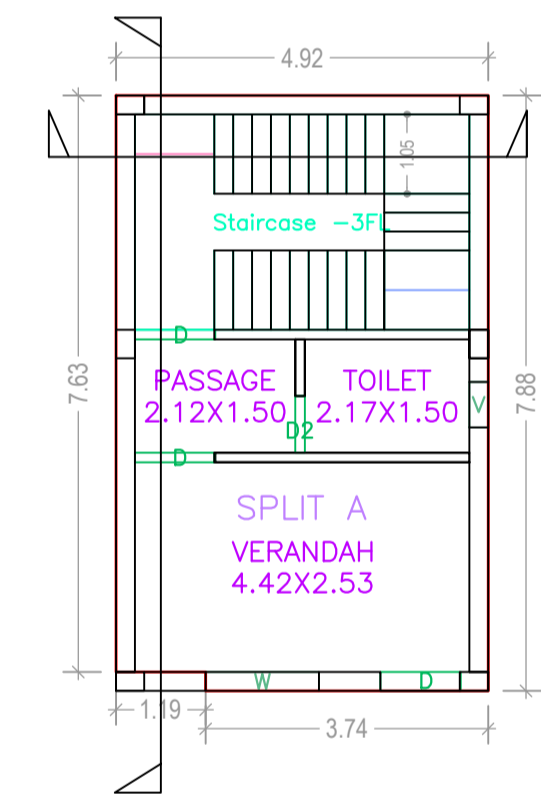 4.92
1.05
Staircase -3FL
D
7.63
PASSAGE
2.12X1.50
TOILET
2.17X1.50
7.88
V
D2
D
SPLIT A
VERANDAH
4.42X2.53
W
D
1.19
3.74